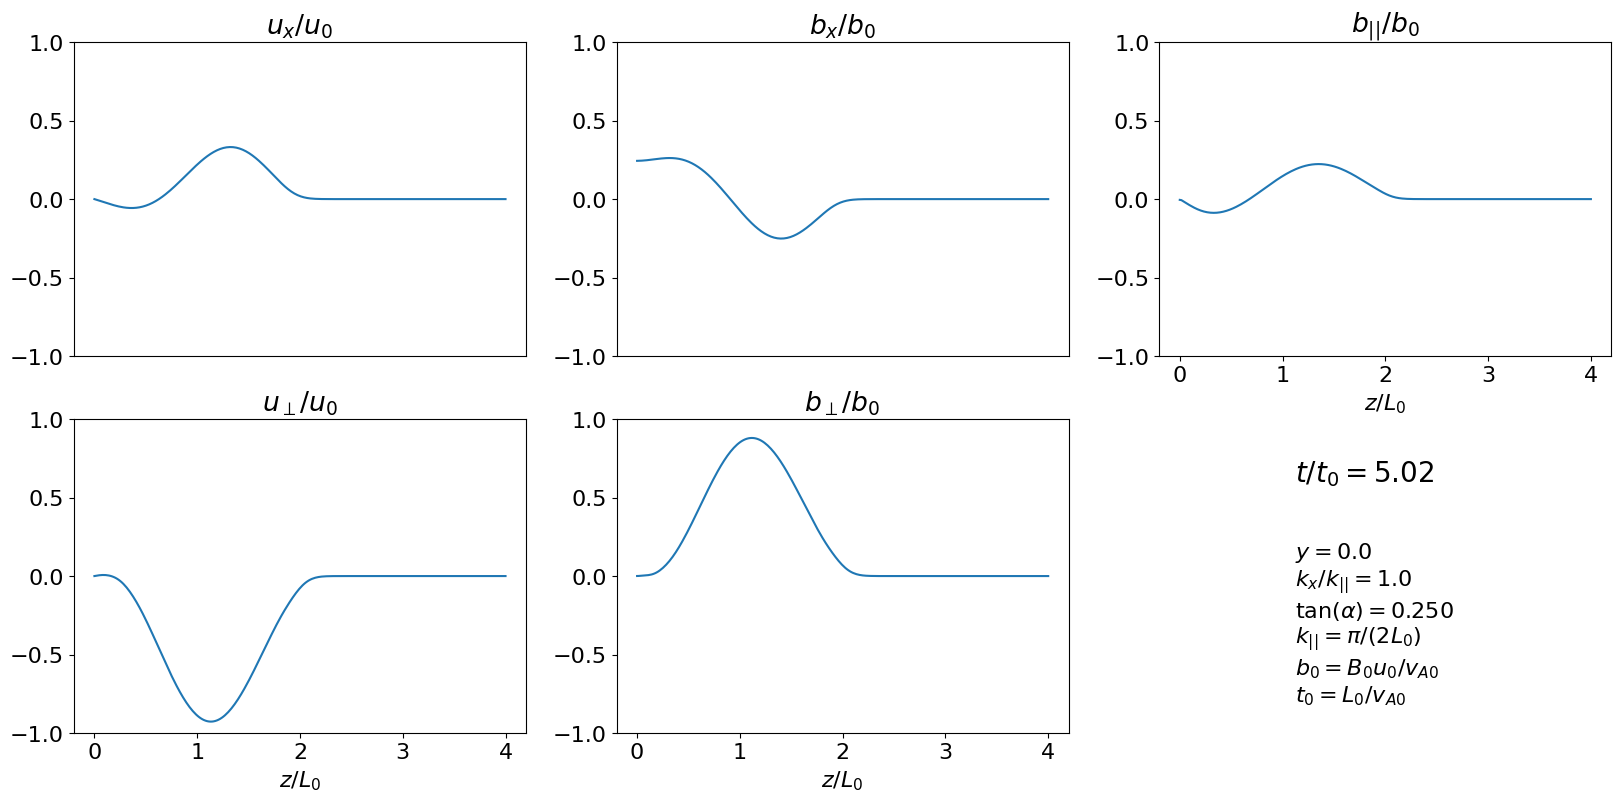 u_x/u_0
1.0
0.5
0.0
−0.5
−1.0
b_x/b_0
1.0
0.5
0.0
−0.5
−1.0
b_{||}/b_0
1.0
0.5
0.0
−0.5
−1.0
0 1 2 3 4
z/L_0
u_⊥/u_0
1.0
0.5
0.0
−0.5
−1.0
0 1 2 3 4
z/L_0
b_⊥/b_0
1.0
0.5
0.0
−0.5
−1.0
0 1 2 3 4
z/L_0
t/t_0 = 5.02
y = 0.0
k_x/k_{||} = 1.0
tan(α) = 0.250
k_{||} = π/(2L_0)
b_0 = B_0u_0/v_{A0}
t_0 = L_0/v_{A0}